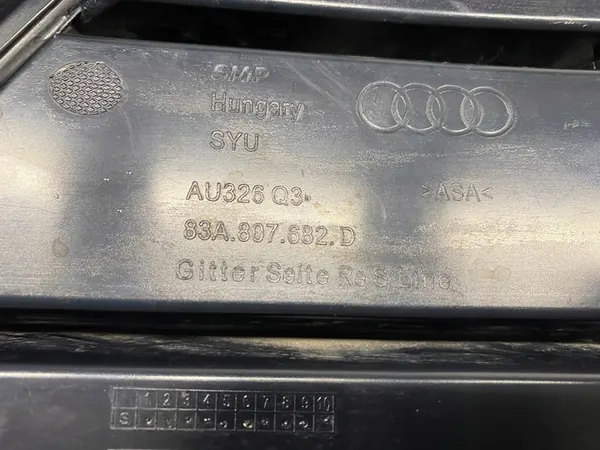 SMP
Hungary
SYU
AU326 Q3
>ASA<
83A.807.682.D
Gitter Seite Re S Line
1 2 3 4 5 6 7 8 9 10
S